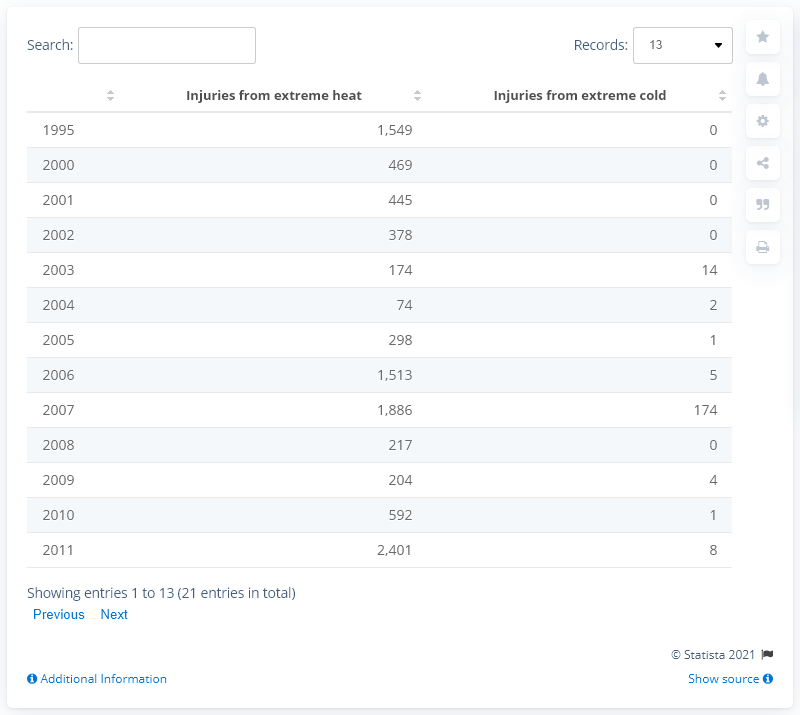 Search:
Records: 13
Injuries from extreme heat Injuries from extreme cold
1995 1,549 0
2000 469 0
2001 445 0
2002 378 0
2003 174 14
2004 74 2
2005 298 1
2006 1,513 5
2007 1,886 174
2008 217 0
2009 204 4
2010 592 1
2011 2,401 8
Showing entries 1 to 13 (21 entries in total)
Previous Next
© Statista 2021
Additional Information Show source